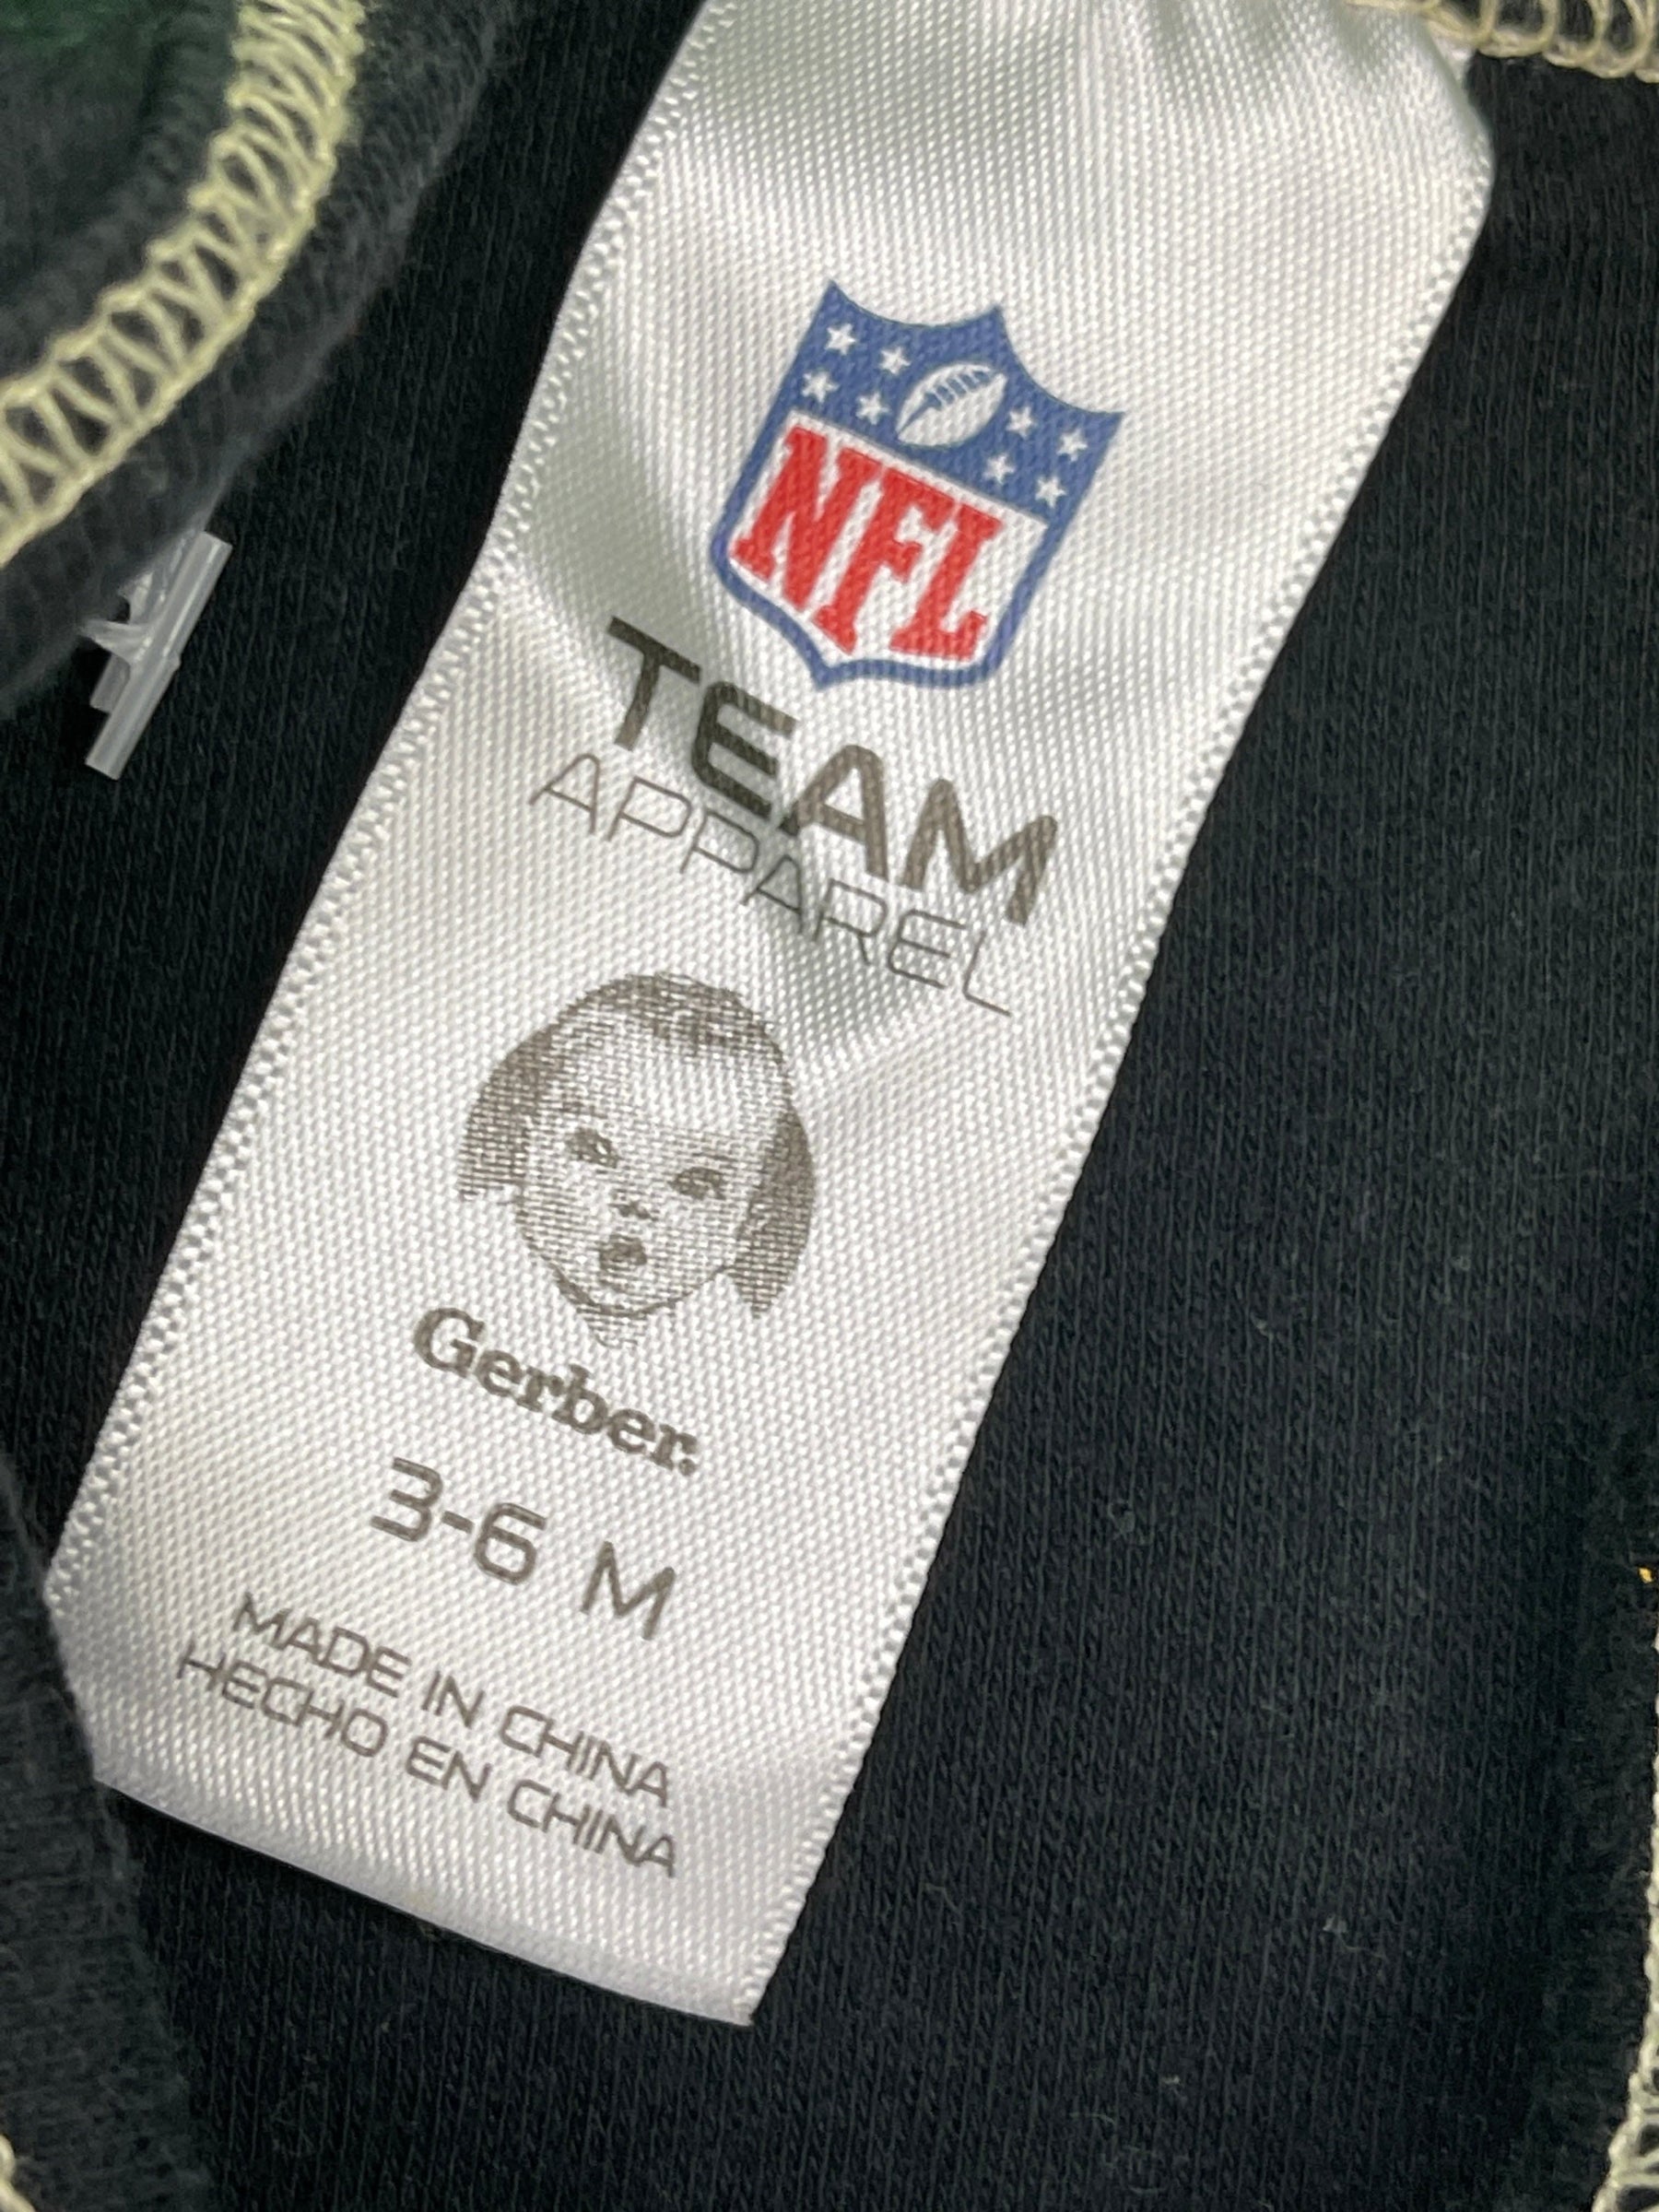 NFL
TEAM
APPAREL
Gerber.
3-6 M
MADE IN CHINA
HECHO EN CHINA